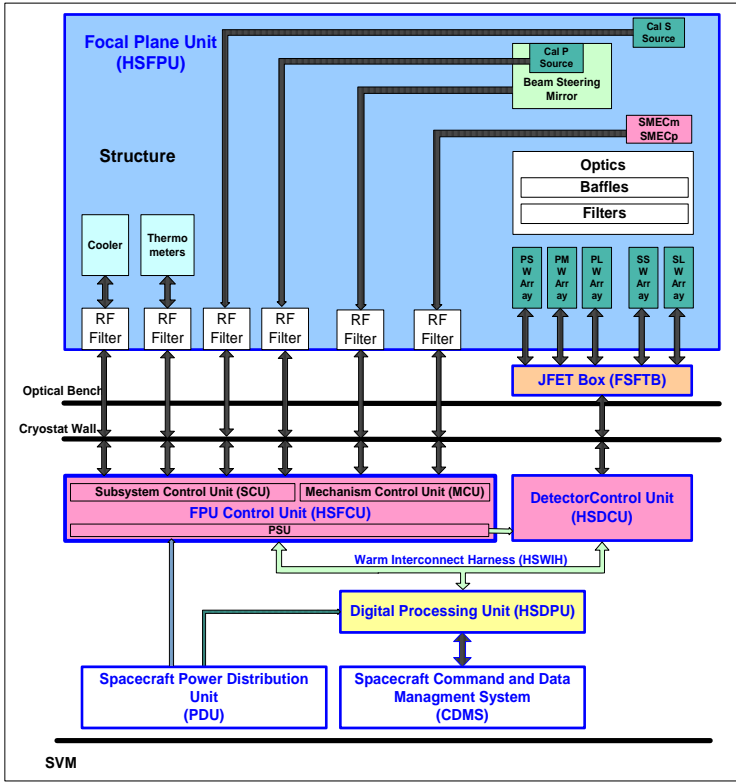 Focal Plane Unit
(HSFPU)
Cal S
Source
Cal P
Source
Beam Steering
Mirror
SMECm
SMECp
Structure
Optics
Baffles
Filters
Cooler
Thermo
meters
PS
W
Arr
ay
PM
W
Arr
ay
PL
W
Arr
ay
SS
W
Arr
ay
SL
W
Arr
ay
RF
Filter
RF
Filter
RF
Filter
RF
Filter
RF
Filter
RF
Filter
JFET Box (FSFTB)
Optical Bench
Cryostat Wall
Subsystem Control Unit (SCU)
Mechanism Control Unit (MCU)
FPU Control Unit (HSFCU)
PSU
DetectorControl Unit
(HSDCU)
Warm Interconnect Harness (HSWIH)
Digital Processing Unit (HSDPU)
Spacecraft Power Distribution
Unit
(PDU)
Spacecraft Command and Data
Managment System
(CDMS)
SVM